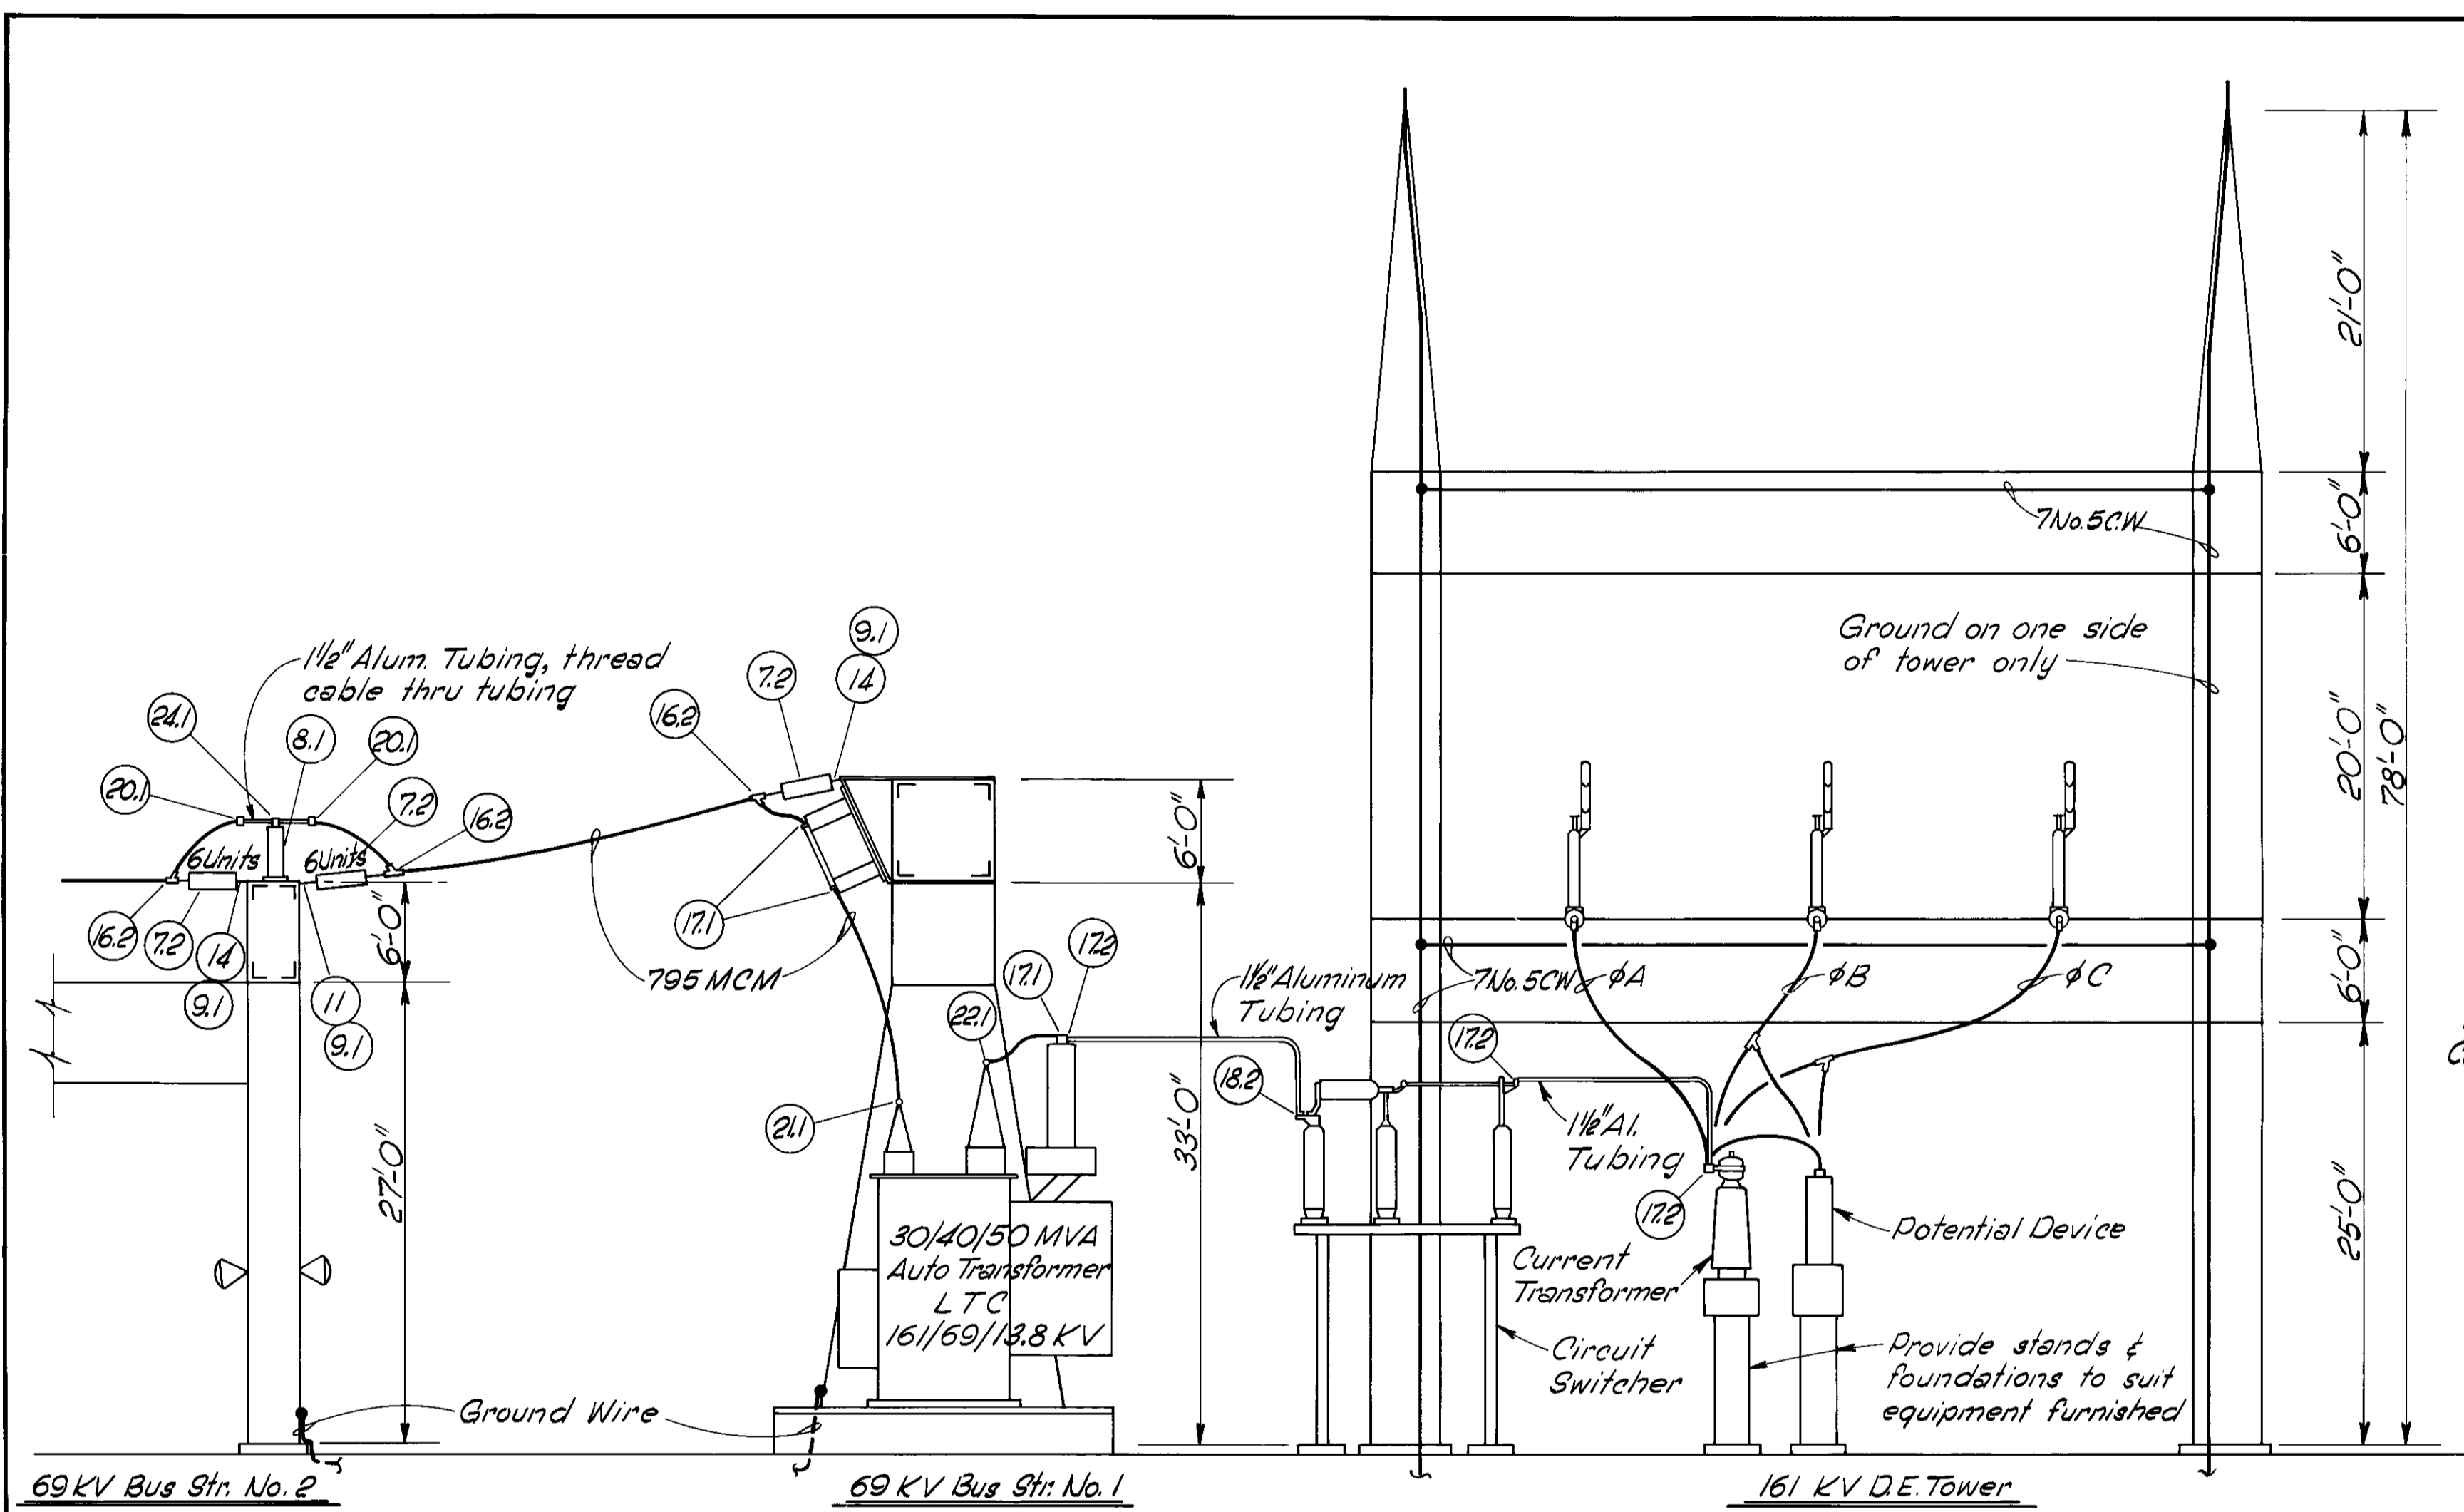 21'-0"
7 No. 5 C.W.
6'-0"
Ground on one side
of tower only
20'-0"
78'-0"
9.1
14
7.2
16.2
1½" Alum. Tubing, thread
cable thru tubing
24.1
8.1
20.1
20.1
7.2
16.2
6 Units
6 Units
16.2
7.2
14
9.1
11
9.1
6'-0"
27'-0"
17.1
795 MCM
6'-0"
33'-0"
17.1
17.2
22.1
21.1
1½" Aluminum
Tubing
7 No. 5 CW
φA
φB
φC
6'-0"
17.2
18.2
1½" Al.
Tubing
17.2
25'-0"
Potential Device
Current
Transformer
30/40/50 MVA
Auto Transformer
LTC
161/69/13.8 KV
Circuit
Switcher
Provide stands &
foundations to suit
equipment furnished
Ground Wire
69 KV Bus Str. No. 2
69 KV Bus Str. No. 1
161 KV D.E. Tower